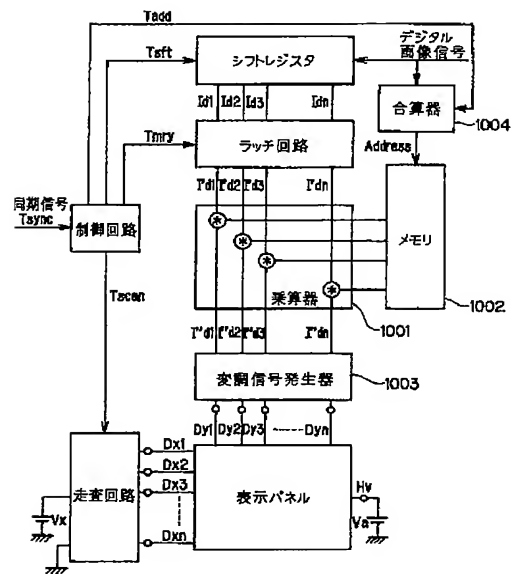 Tadd
Tsft
シフトレジスタ
デジタル
画像信号
Id1 Id2 Id3 Idn
合算器
1004
Tmry
ラッチ回路
Address
同期信号
Tsync
制御回路
I'd1 I'd2 I'd3 I'dn
メモリ
乗算器
1002
Tscan
1001
I"d1 I"d2 I"d3 I"dn
変調信号発生器
1003
Dy1 Dy2 Dy3 Dyn
走査回路
Dx1
Dx2
Dx3
Dxn
表示パネル
Hv
Vx
Va